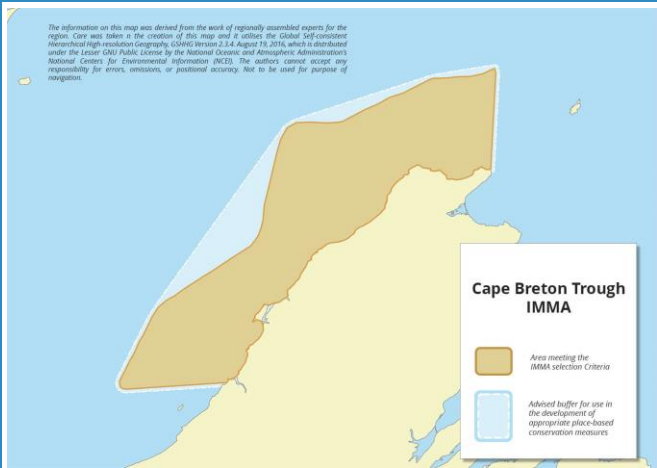 The information on this map was derived from the work of regionally assembled experts for the
region. Care was taken n the creation of this map and it utilises the Global Self-consistent
Hierarchical High-resolution Geography, GSHHG Version 2.3.4. August 19, 2016, which is distributed
under the Lesser GNU Public License by the National Oceanic and Atmospheric Administration's
National Centers for Environmental Information (NCEI). The authors cannot accept any
responsibility for errors, omissions, or positional accuracy. Not to be used for purpose of
navigation.
Cape Breton Trough
IMMA
Area meeting the
IMMA selection Criteria
Advised buffer for use in
the development of
appropriate place-based
conservation measures